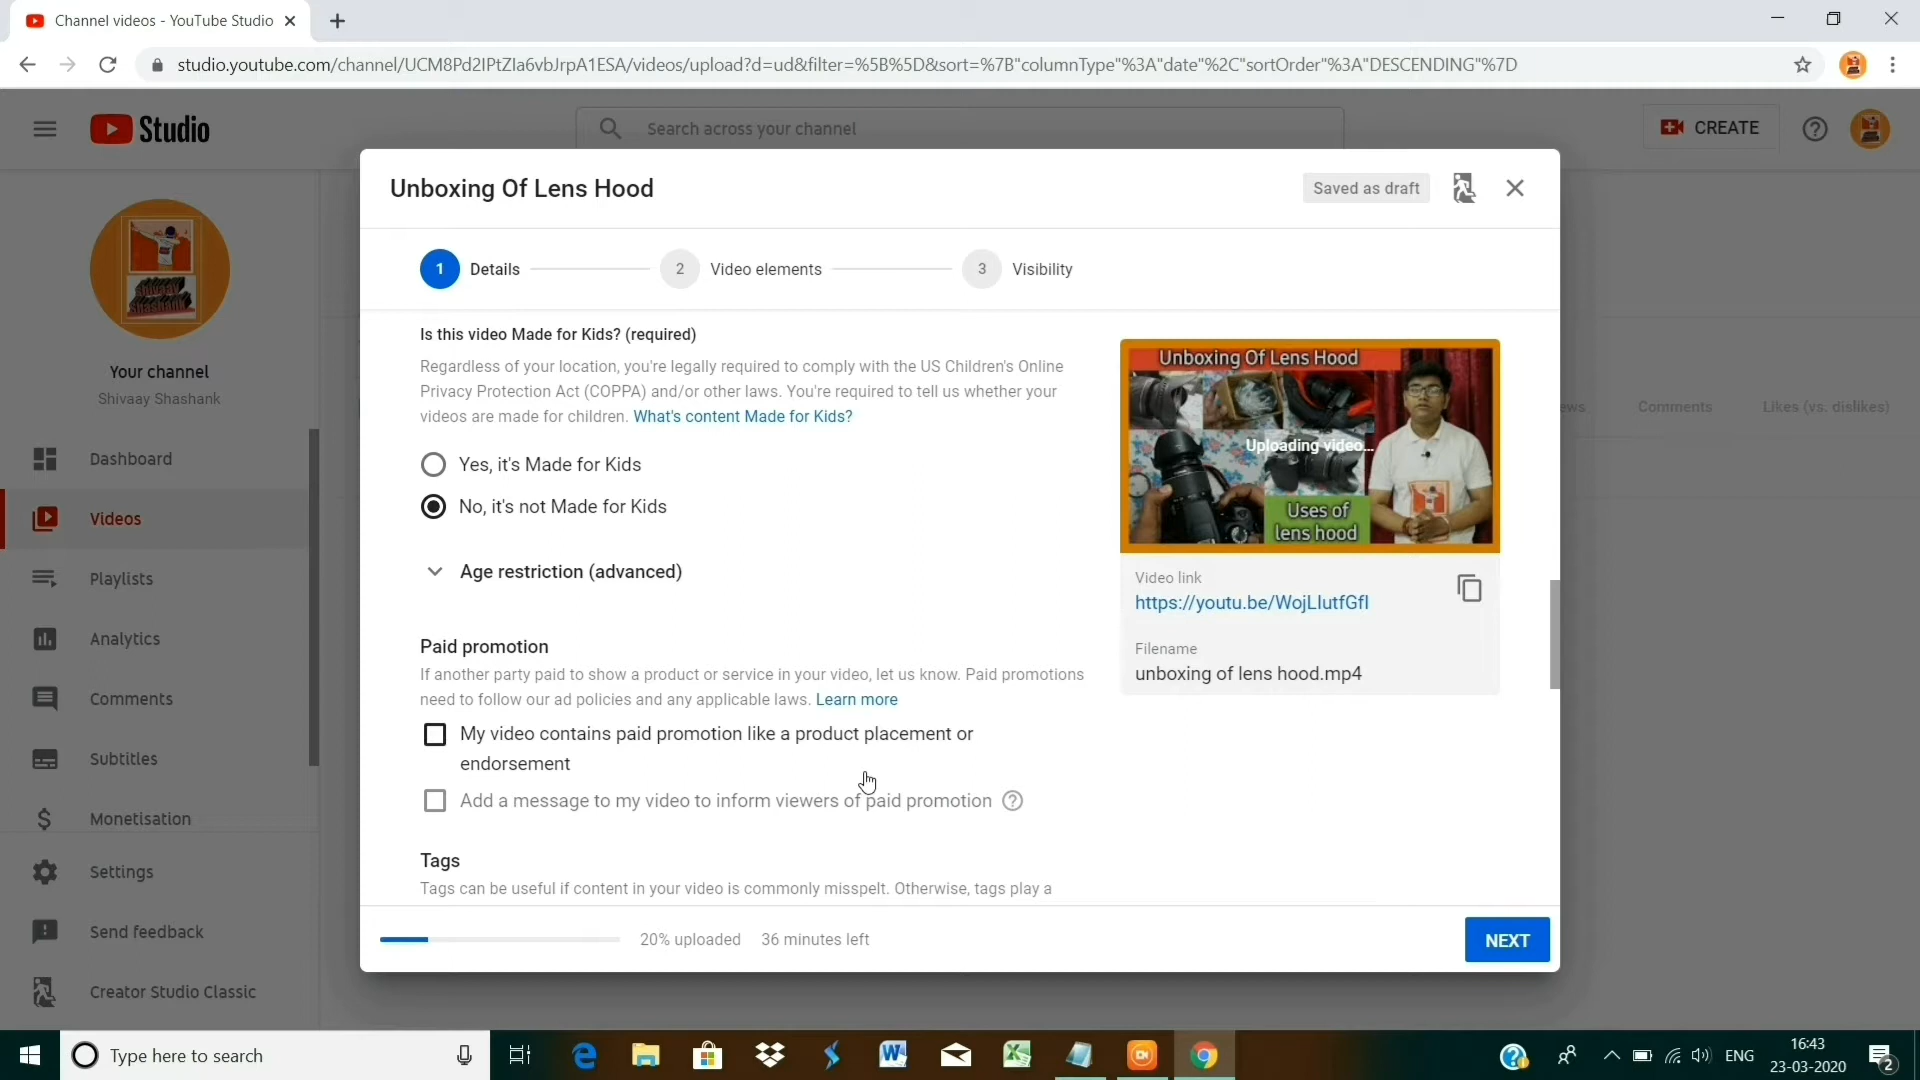 Channel videos - YouTube Studio
studio.youtube.com/channel/UCM8Pd2IPtZIa6vbJrpA1ESA/videos/upload?d=ud&filter=%5B%5D&sort=%7B"columnType"%3A"date"%2C"sortOrder"%3A"DESCENDING"%7D
Studio
Search across your channel
CREATE
Unboxing Of Lens Hood
Saved as draft
1 Details
2 Video elements
3 Visibility
Your channel
Shivaay Shashank
Dashboard
Videos
Playlists
Analytics
Comments
Subtitles
Monetisation
Settings
Send feedback
Creator Studio Classic
Is this video Made for Kids? (required)
Regardless of your location, you're legally required to comply with the US Children's Online
Privacy Protection Act (COPPA) and/or other laws. You're required to tell us whether your
videos are made for children. What's content Made for Kids?
Yes, it's Made for Kids
No, it's not Made for Kids
Age restriction (advanced)
Paid promotion
If another party paid to show a product or service in your video, let us know. Paid promotions
need to follow our ad policies and any applicable laws. Learn more
My video contains paid promotion like a product placement or
endorsement
Add a message to my video to inform viewers of paid promotion
Tags
Tags can be useful if content in your video is commonly misspelt. Otherwise, tags play a
Unboxing Of Lens Hood
Uploading video...
Uses of
lens hood
Video link
https://youtu.be/WojLlutfGfI
Filename
unboxing of lens hood.mp4
ews
Comments
Likes (vs. dislikes)
20% uploaded
36 minutes left
NEXT
Type here to search
ENG
16:43
23-03-2020
2